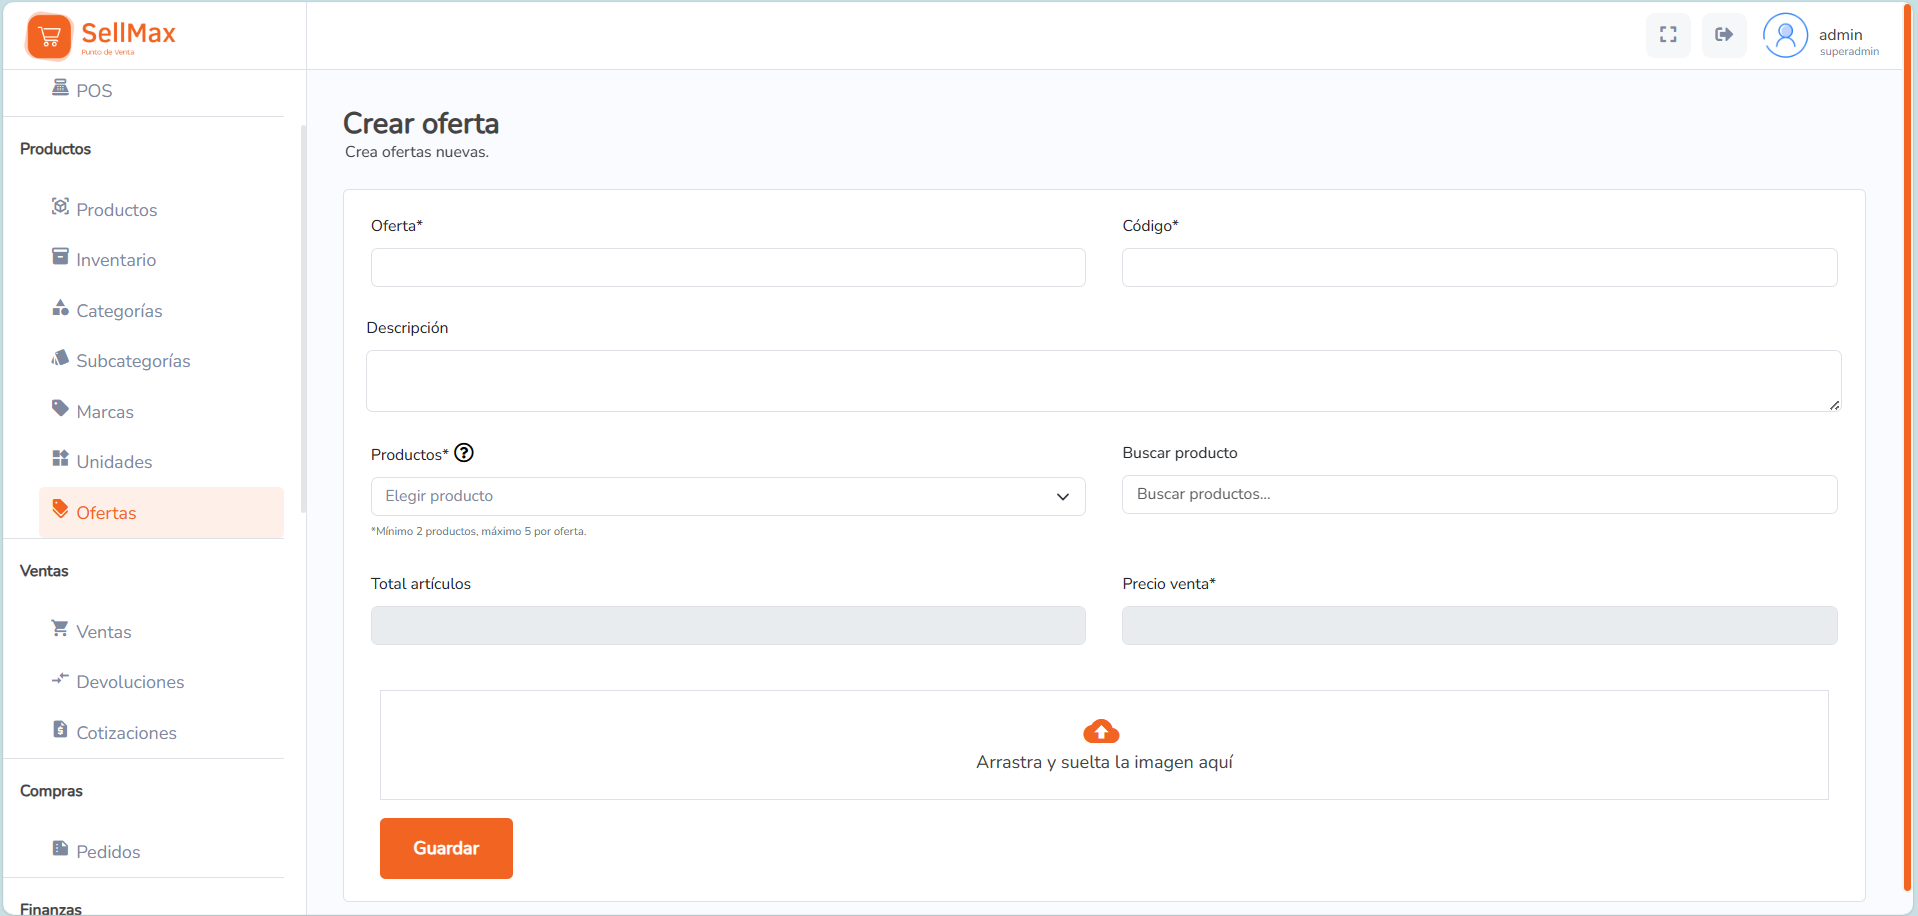 SellMax
Punto de Venta
admin
superadmin
POS
Productos
Productos
Inventario
Categorías
Subcategorías
Marcas
Unidades
Ofertas
Ventas
Ventas
Devoluciones
Cotizaciones
Compras
Pedidos
Finanzas
Crear oferta
Crea ofertas nuevas.
Oferta*
Código*
Descripción
Productos*
Buscar producto
Elegir producto
Buscar productos...
*Mínimo 2 productos, máximo 5 por oferta.
Total artículos
Precio venta*
Arrastra y suelta la imagen aquí
Guardar